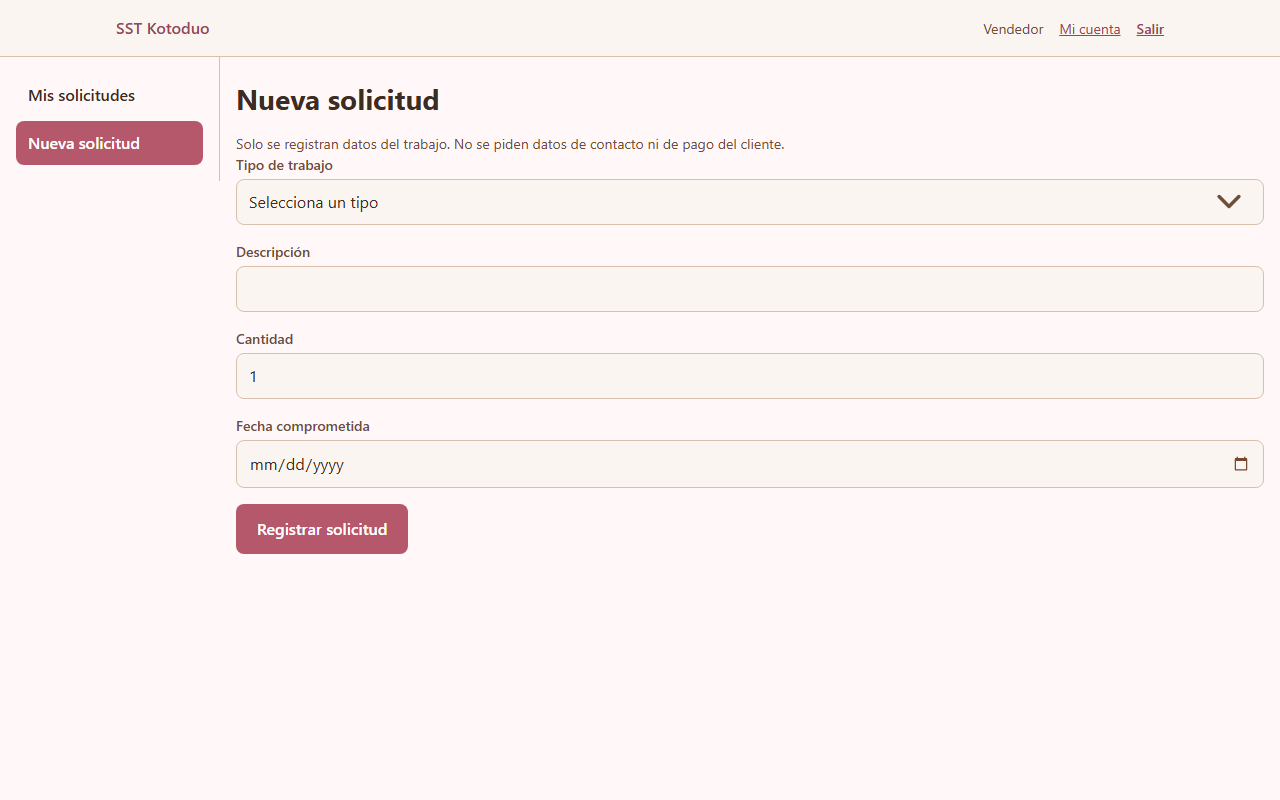 SST Kotoduo
Vendedor Mi cuenta Salir
Mis solicitudes
Nueva solicitud
Nueva solicitud
Solo se registran datos del trabajo. No se piden datos de contacto ni de pago del cliente.
Tipo de trabajo
Selecciona un tipo
Descripción
Cantidad
1
Fecha comprometida
mm/dd/yyyy
Registrar solicitud